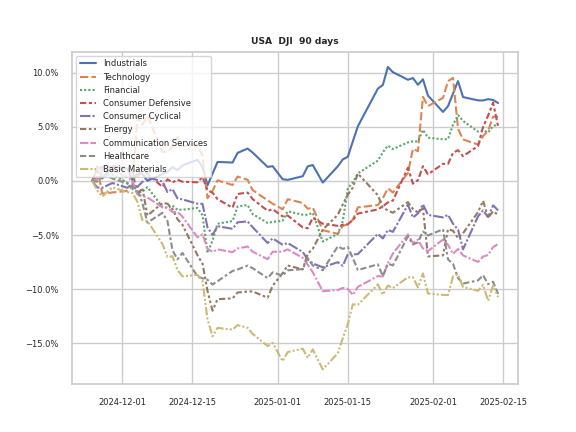 USA  DJI  90 days
Industrials
Technology
Financial
Consumer Defensive
Consumer Cyclical
Energy
Communication Services
Healthcare
Basic Materials
10.0%
5.0%
0.0%
−5.0%
−10.0%
−15.0%
2024-12-01 2024-12-15 2025-01-01 2025-01-15 2025-02-01 2025-02-15